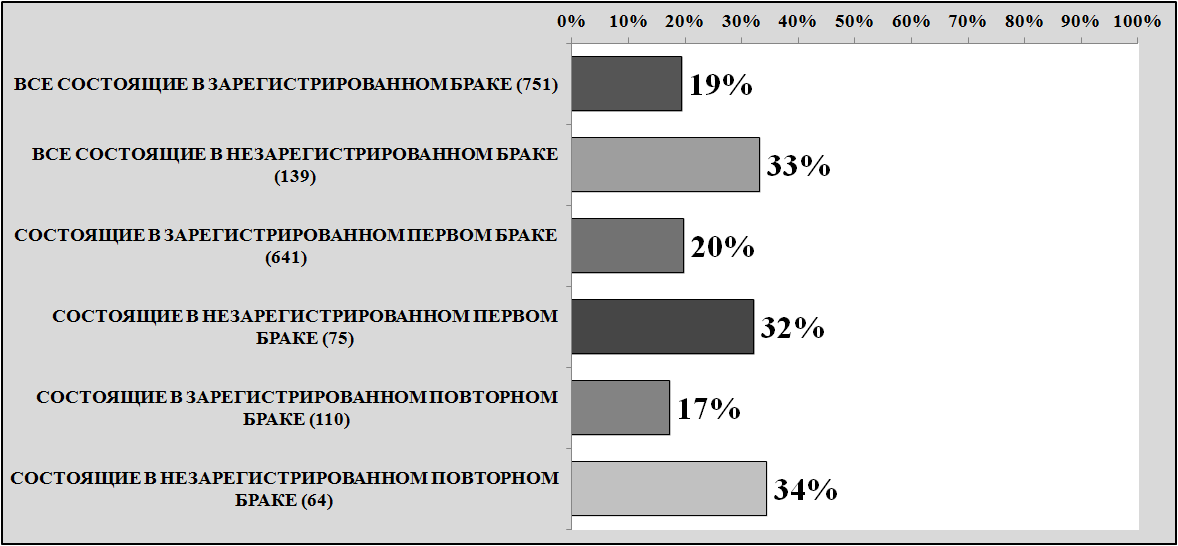 0% 10% 20% 30% 40% 50% 60% 70% 80% 90% 100%
ВСЕ СОСТОЯЩИЕ В ЗАРЕГИСТРИРОВАННОМ БРАКЕ (751)
19%
ВСЕ СОСТОЯЩИЕ В НЕЗАРЕГИСТРИРОВАННОМ БРАКЕ
(139)
33%
СОСТОЯЩИЕ В ЗАРЕГИСТРИРОВАННОМ ПЕРВОМ БРАКЕ
(641)
20%
СОСТОЯЩИЕ В НЕЗАРЕГИСТРИРОВАННОМ ПЕРВОМ
БРАКЕ (75)
32%
СОСТОЯЩИЕ В ЗАРЕГИСТРИРОВАННОМ ПОВТОРНОМ
БРАКЕ (110)
17%
СОСТОЯЩИЕ В НЕЗАРЕГИСТРИРОВАННОМ ПОВТОРНОМ
БРАКЕ (64)
34%